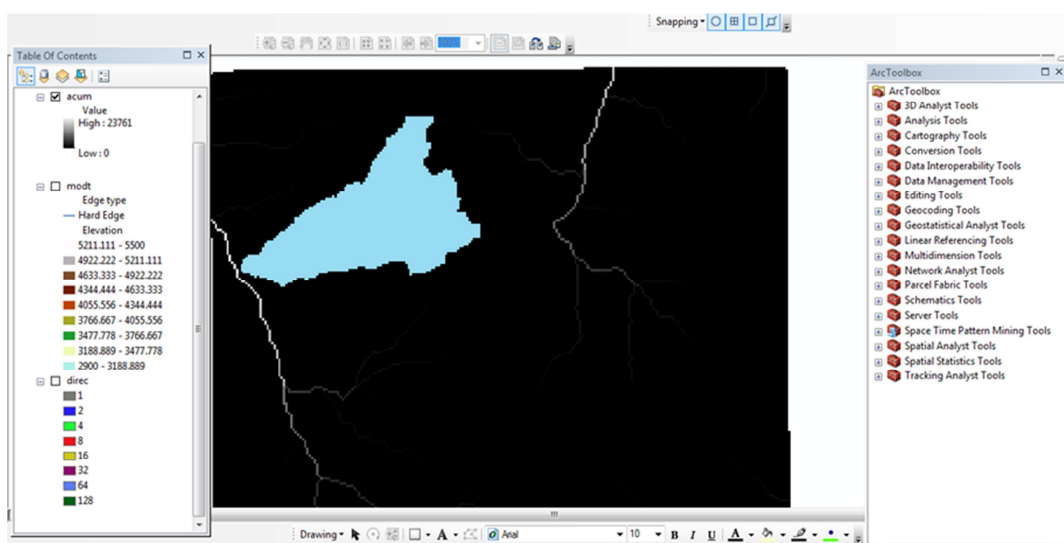 Snapping
Table Of Contents
acum
Value
High : 23761
Low : 0
modt
Edge type
Hard Edge
Elevation
5211.111 - 5500
4922.222 - 5211.111
4633.333 - 4922.222
4344.444 - 4633.333
4055.556 - 4344.444
3766.667 - 4055.556
3477.778 - 3766.667
3188.889 - 3477.778
2900 - 3188.889
direc
1
2
4
8
16
32
64
128
ArcToolbox
ArcToolbox
3D Analyst Tools
Analysis Tools
Cartography Tools
Conversion Tools
Data Interoperability Tools
Data Management Tools
Editing Tools
Geocoding Tools
Geostatistical Analyst Tools
Linear Referencing Tools
Multidimension Tools
Network Analyst Tools
Parcel Fabric Tools
Schematics Tools
Server Tools
Space Time Pattern Mining Tools
Spatial Analyst Tools
Spatial Statistics Tools
Tracking Analyst Tools
Drawing A Arial 10 B I U A